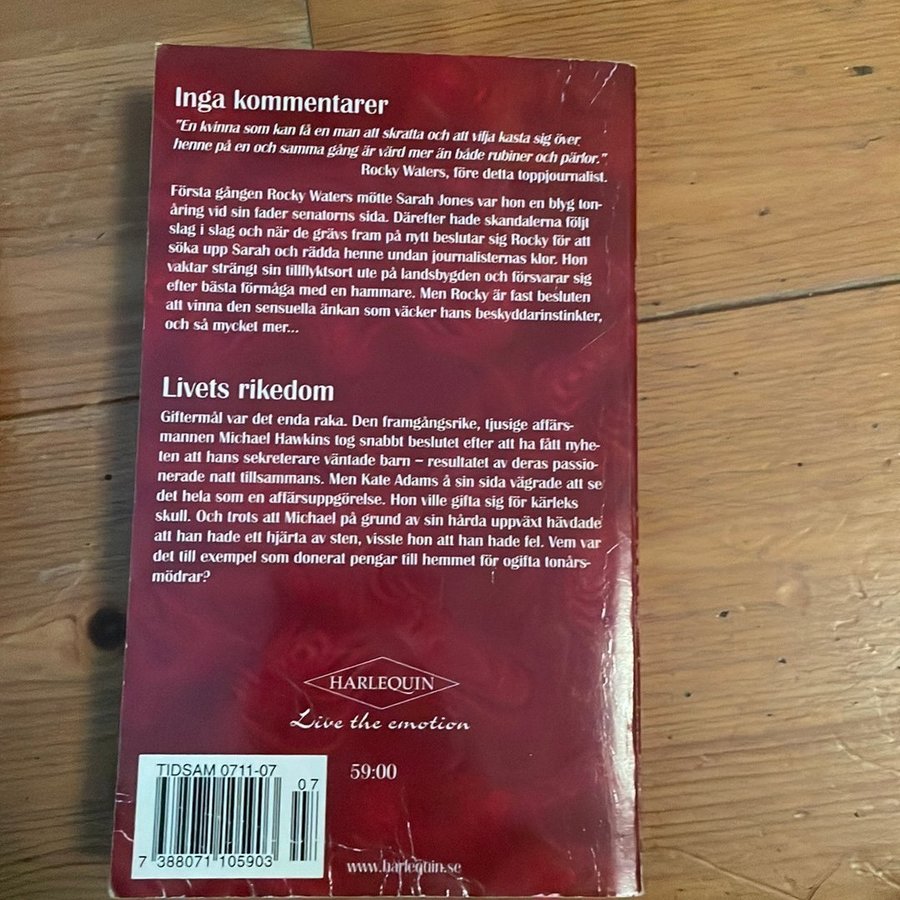 Inga kommentarer
"En kvinna som kan få en man att skratta och att vilja kasta sig över
henne på en och samma gång är värd mer än både rubiner och pärlor."
Rocky Waters, före detta toppjournalist.
Första gången Rocky Waters mötte Sarah Jones var hon en blyg ton-
åring vid sin fader senatorns sida. Därefter hade skandalerna följt
slag i slag och när de grävs fram på nytt beslutar sig Rocky för att
söka upp Sarah och rädda henne undan journalisternas klor. Hon
vaktar strängt sin tillflyktsort ute på landsbygden och försvarar sig
efter bästa förmåga med en hammare. Men Rocky är fast besluten
att vinna den sensuella änkan som väcker hans beskyddarinstinkter,
och så mycket mer...
Livets rikedom
Giftermål var det enda raka. Den framgångsrike, tjusige affärs-
mannen Michael Hawkins tog snabbt beslutet efter att ha fått nyhe-
ten att hans sekreterare väntade barn – resultatet av deras passio-
nerade natt tillsammans. Men Kate Adams å sin sida vägrade att se
det hela som en affärsuppgörelse. Hon ville gifta sig för kärleks
skull. Och trots att Michael på grund av sin hårda uppväxt hävdade
att han hade ett hjärta av sten, visste hon att han hade fel. Vem var
det till exempel som donerat pengar till hemmet för ogifta tonårs-
mödrar?
HARLEQUIN
Live the emotion
TIDSAM 0711-07
07
59:00
7 388071 105903
www.harlequin.se